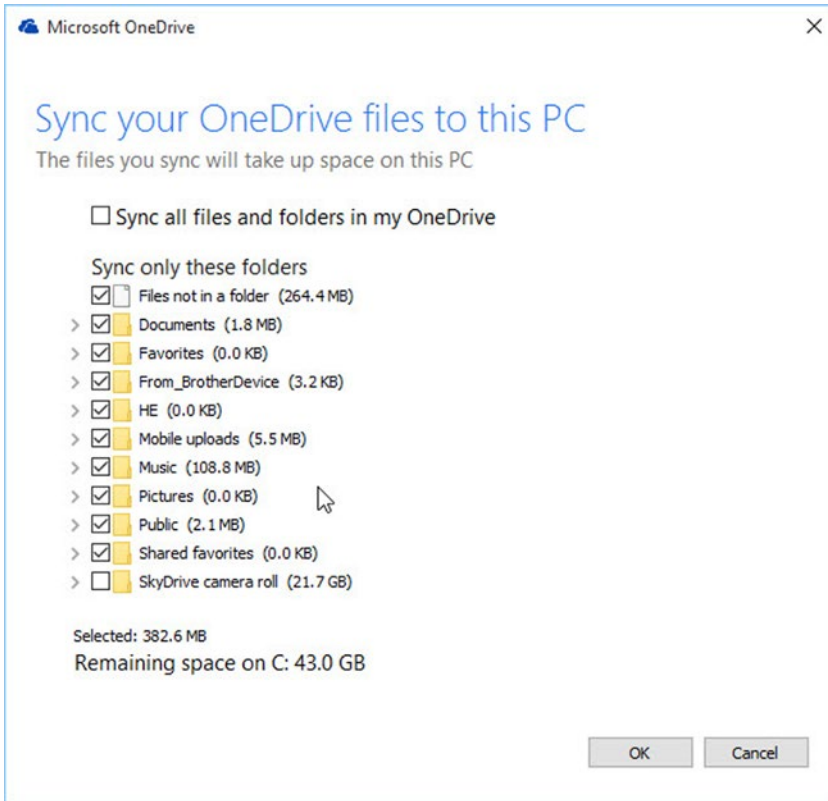 Microsoft OneDrive
Sync your OneDrive files to this PC
The files you sync will take up space on this PC
Sync all files and folders in my OneDrive
Sync only these folders
Files not in a folder (264.4 MB)
Documents (1.8 MB)
Favorites (0.0 KB)
From_BrotherDevice (3.2 KB)
HE (0.0 KB)
Mobile uploads (5.5 MB)
Music (108.8 MB)
Pictures (0.0 KB)
Public (2.1 MB)
Shared favorites (0.0 KB)
SkyDrive camera roll (21.7 GB)
Selected: 382.6 MB
Remaining space on C: 43.0 GB
OK Cancel